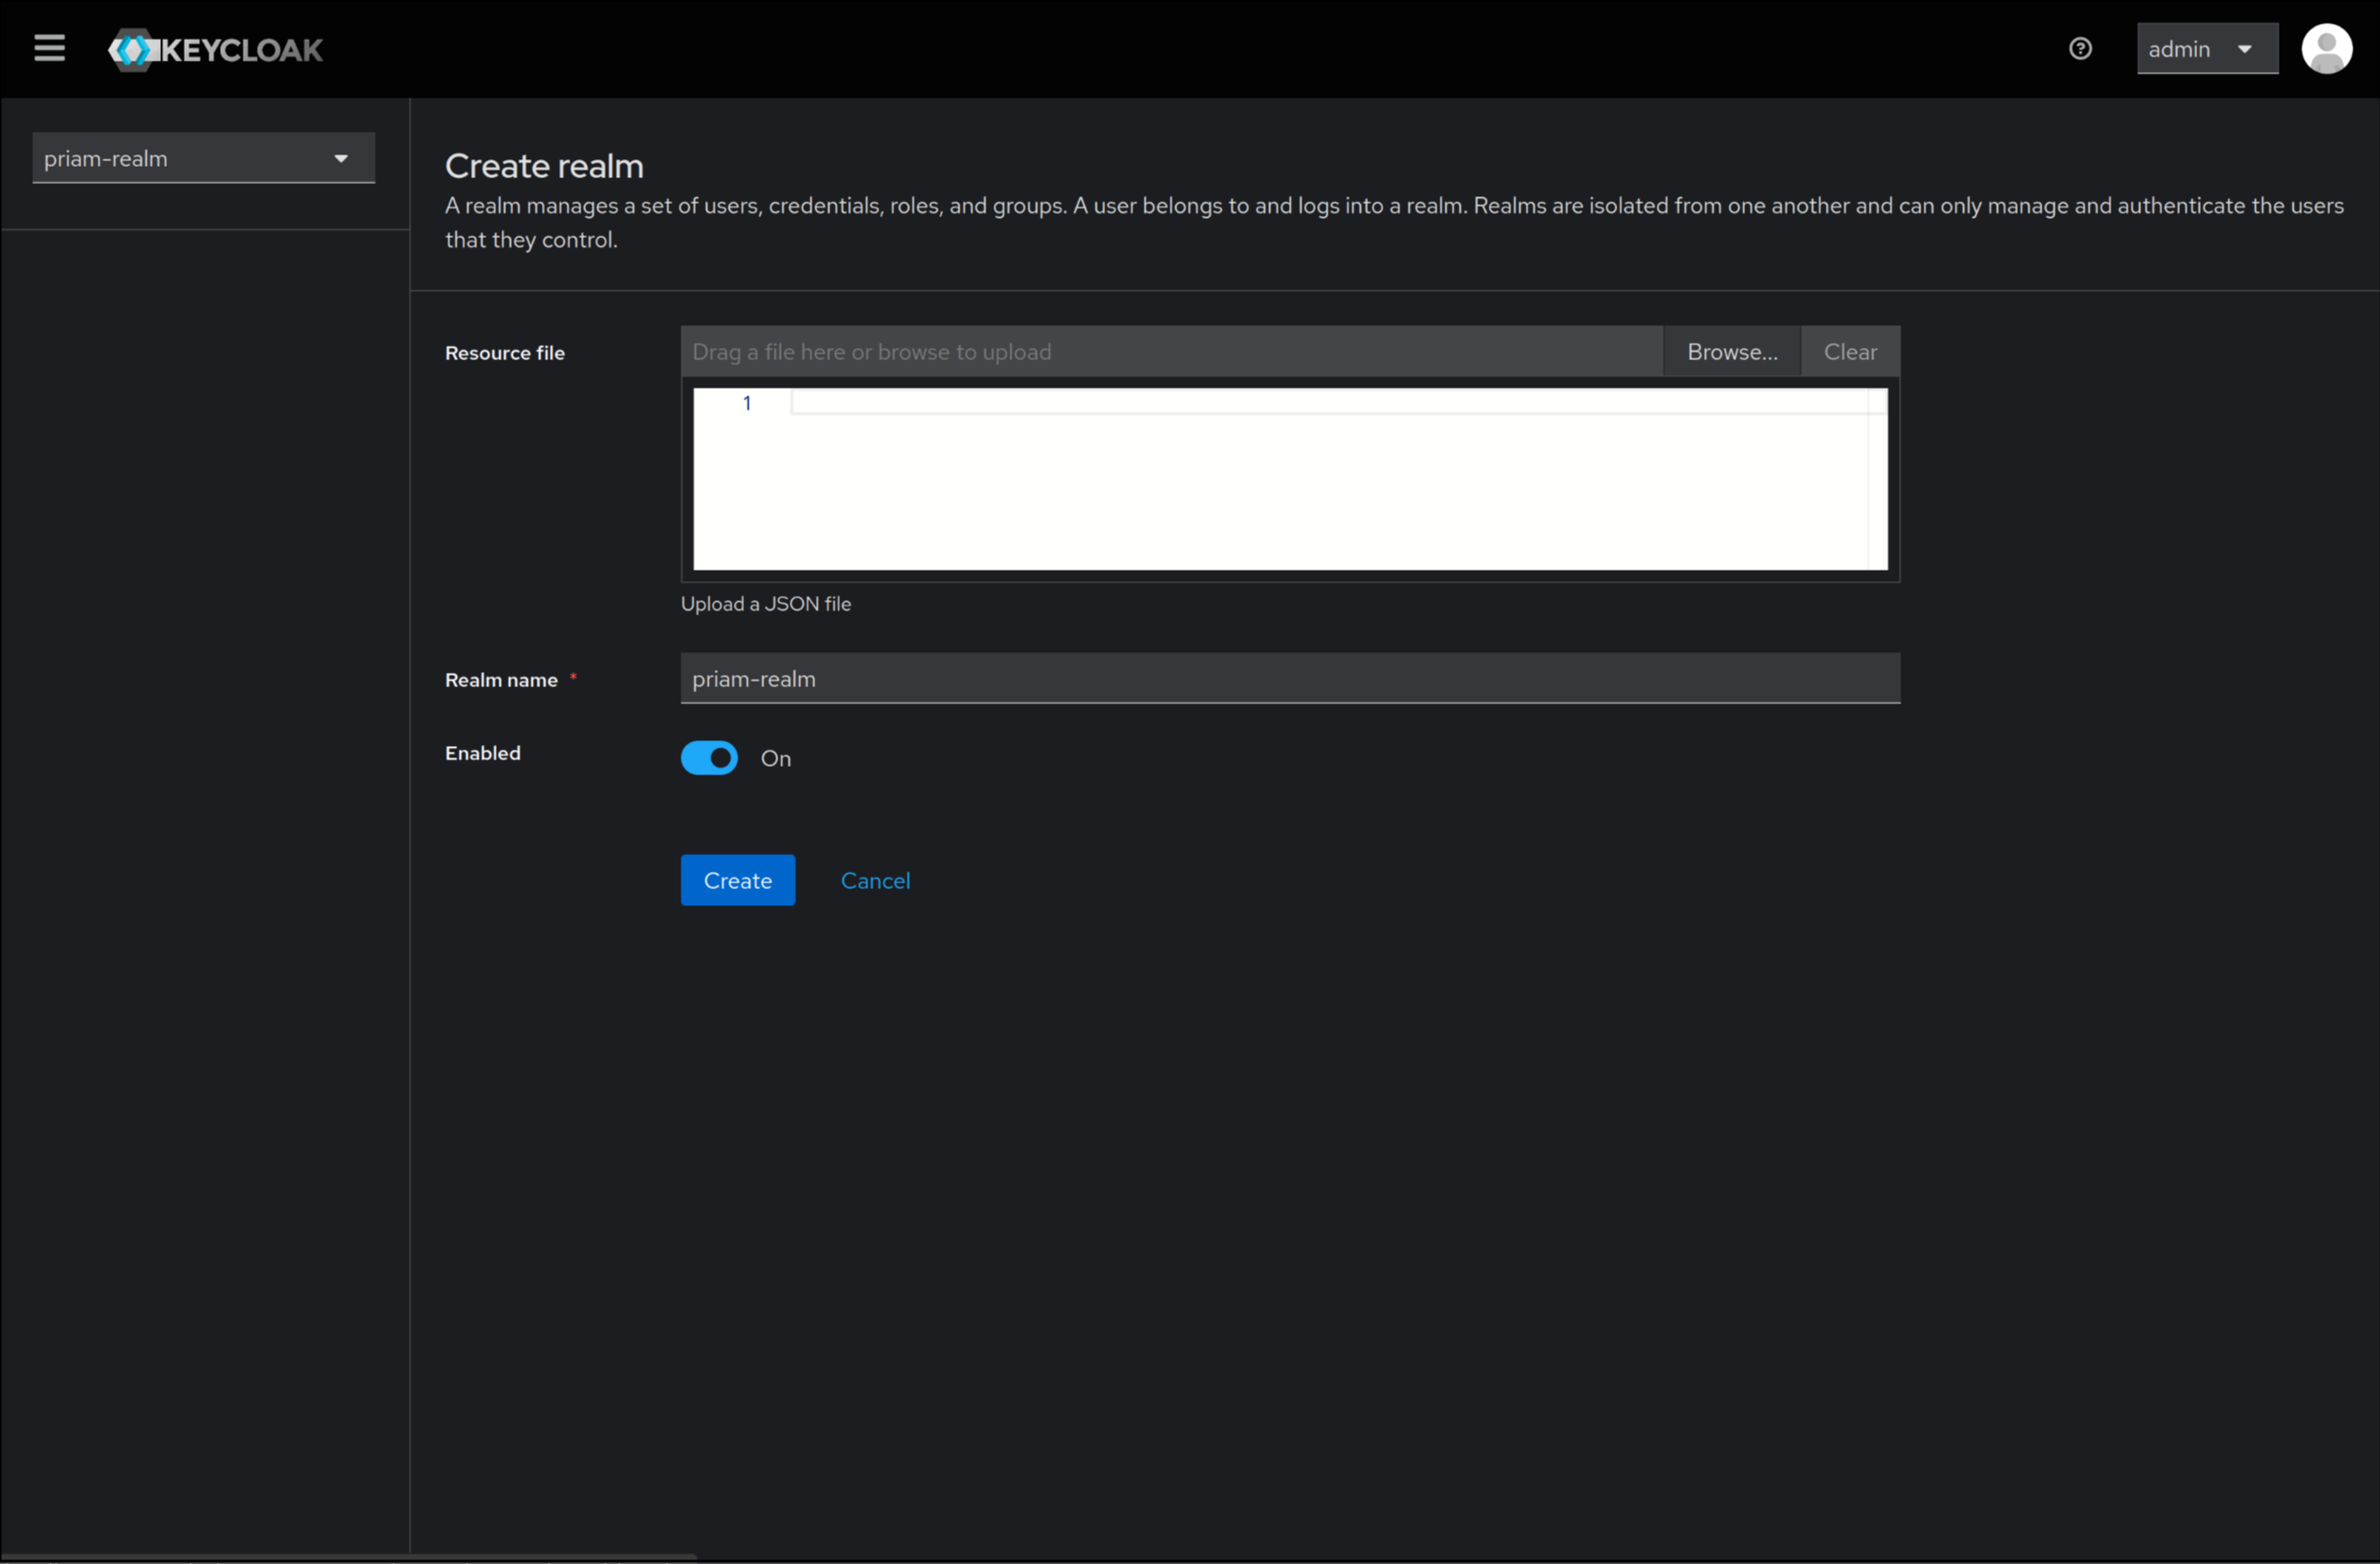 KEYCLOAK
admin
priam-realm
Create realm
A realm manages a set of users, credentials, roles, and groups. A user belongs to and logs into a realm. Realms are isolated from one another and can only manage and authenticate the users
that they control.
Resource file
Drag a file here or browse to upload
Browse...
Clear
1
Upload a JSON file
Realm name *
priam-realm
Enabled
On
Create
Cancel